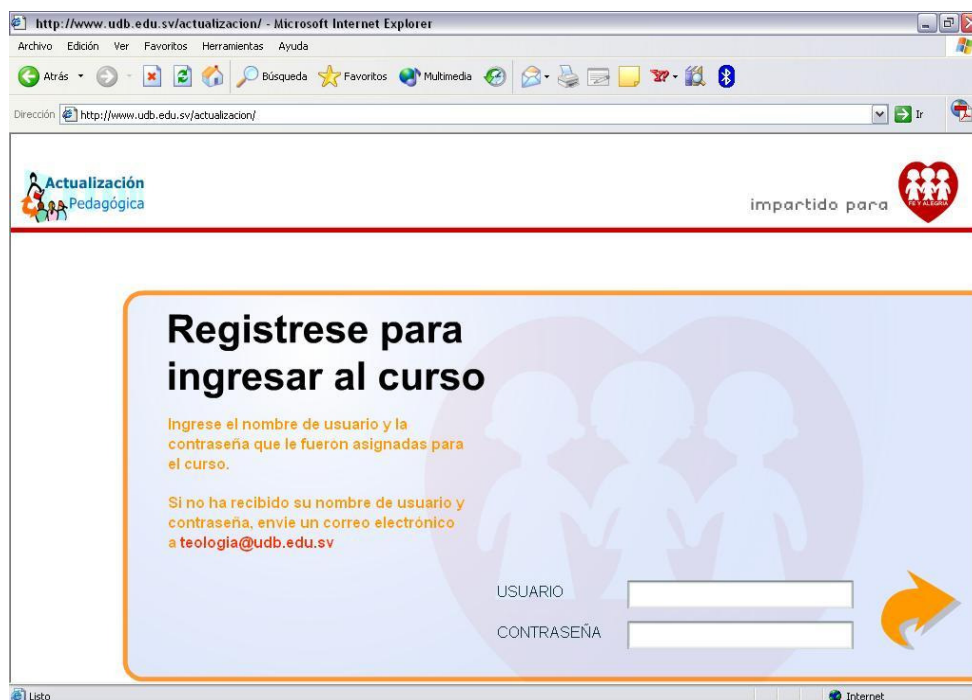 http://www.udb.edu.sv/actualizacion/ - Microsoft Internet Explorer
Archivo Edición Ver Favoritos Herramientas Ayuda
Atrás Búsqueda Favoritos Multimedia
Dirección http://www.udb.edu.sv/actualizacion/ Ir
Actualización
Pedagógica
impartido para
FE Y ALEGRIA
Registrese para
ingresar al curso
Ingrese el nombre de usuario y la
contraseña que le fueron asignadas para
el curso.
Si no ha recibido su nombre de usuario y
contraseña, envie un correo electrónico
a teologia@udb.edu.sv
USUARIO
CONTRASEÑA
Listo Internet